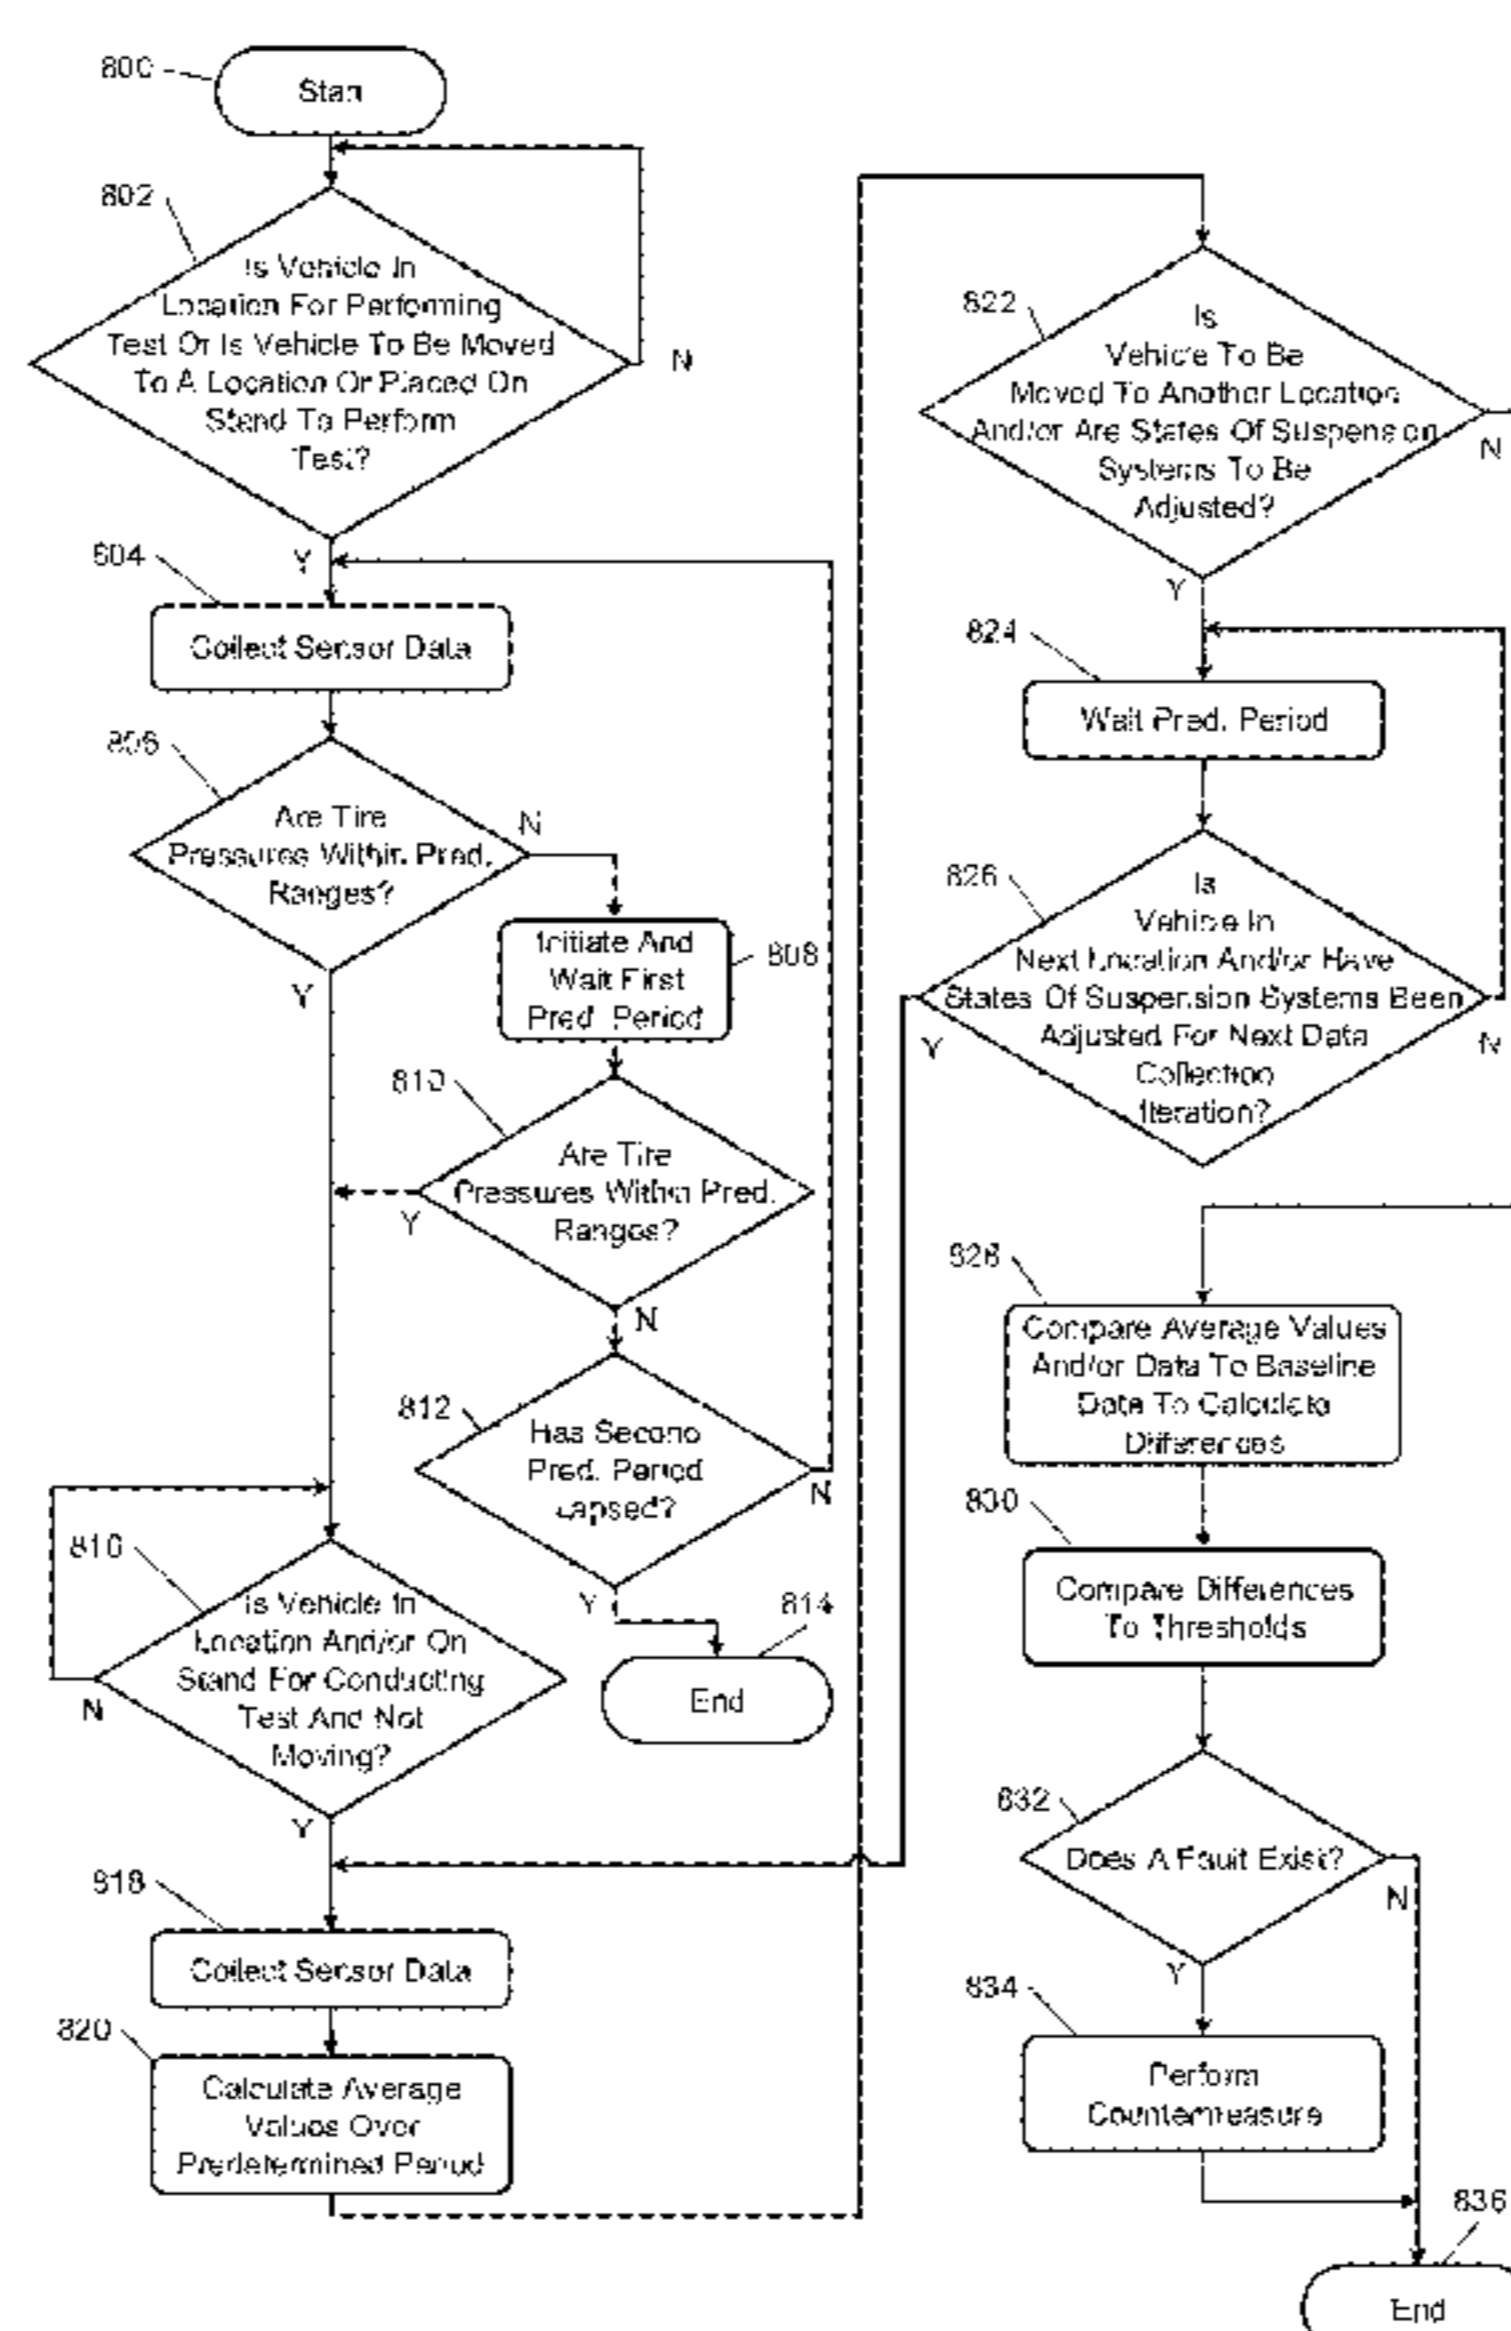 800
Start
802
Is Vehicle In
Location For Performing
Test Or Is Vehicle To Be Moved
To A Location Or Placed On
Stand To Perform
Test?
N
Y
804
Collect Sensor Data
806
Are Tire
Pressures Within Pred.
Ranges?
N
Y
Initiate And
Wait First
Pred. Period
808
810
Are Tire
Pressures Within Pred.
Ranges?
Y
N
812
Has Second
Pred. Period
Lapsed?
N
Y
814
End
816
Is Vehicle In
Location And/or On
Stand For Conducting
Test And Not
Moving?
N
Y
818
Collect Sensor Data
820
Calculate Average
Values Over
Predetermined Period
822
Is
Vehicle To Be
Moved To Another Location
And/or Are States Of Suspension
Systems To Be
Adjusted?
N
Y
824
Wait Pred. Period
826
Is
Vehicle In
Next Location And/or Have
States Of Suspension Systems Been
Adjusted For Next Data
Collection
Iteration?
Y
N
828
Compare Average Values
And/or Data To Baseline
Data To Calculate
Differences
830
Compare Differences
To Thresholds
832
Does A Fault Exist?
N
Y
834
Perform
Countermeasure
836
End